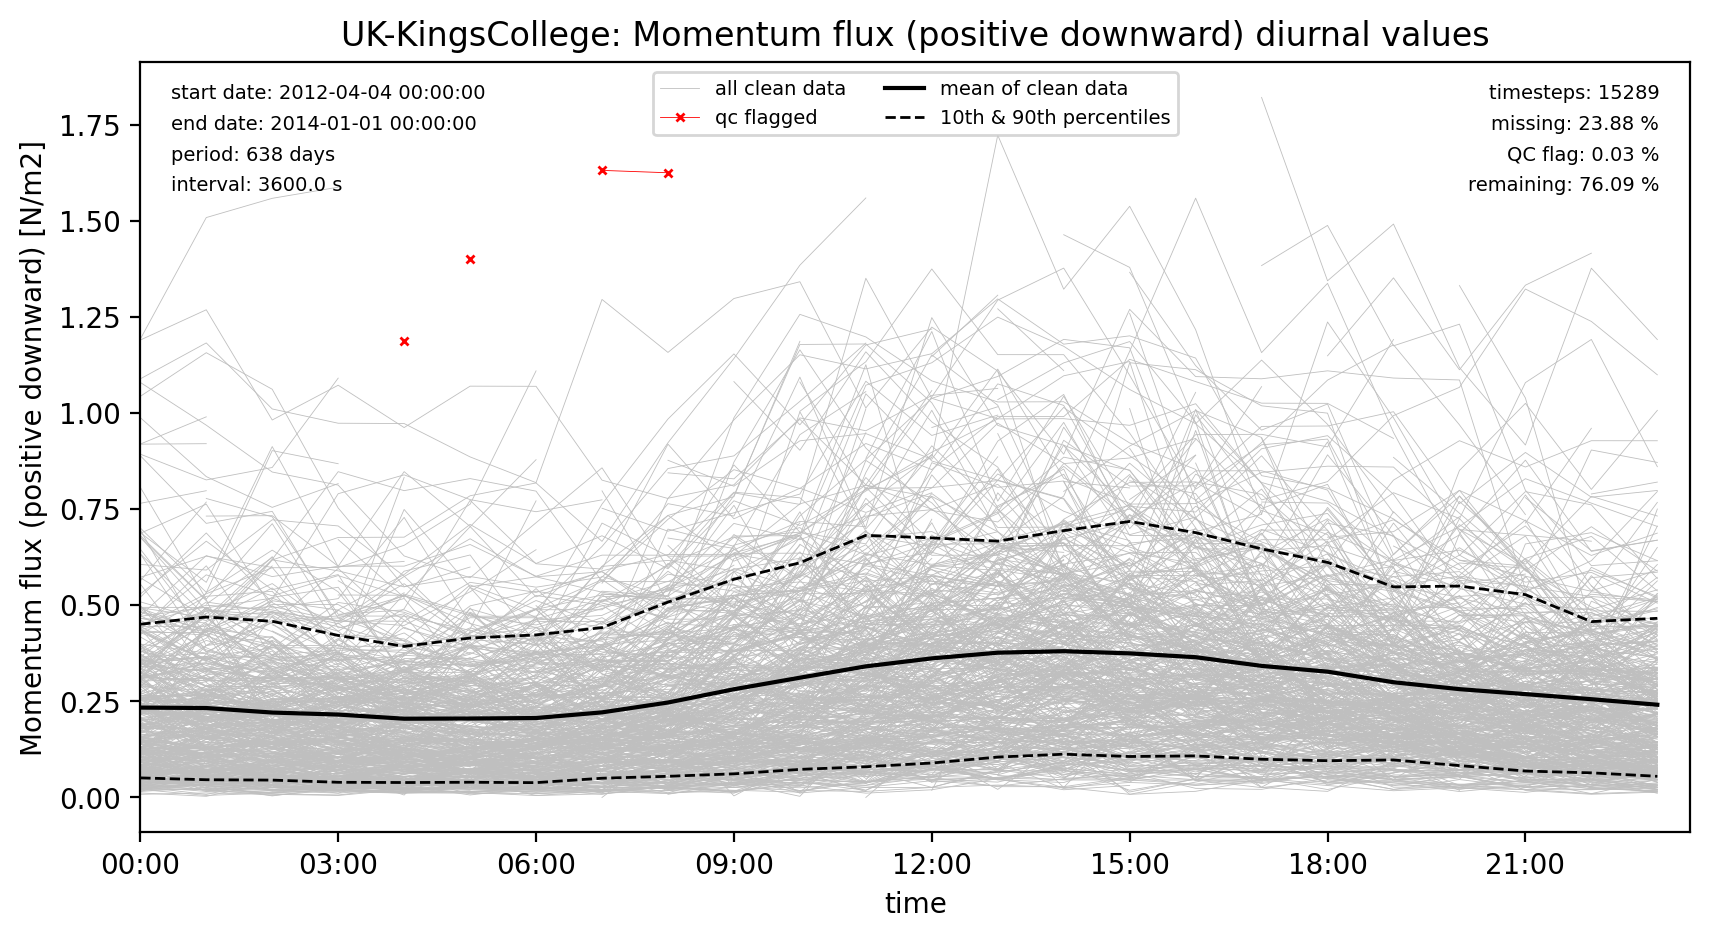 UK-KingsCollege: Momentum flux (positive downward) diurnal values
start date: 2012-04-04 00:00:00
end date: 2014-01-01 00:00:00
period: 638 days
interval: 3600.0 s
all clean data
qc flagged
mean of clean data
10th & 90th percentiles
timesteps: 15289
missing: 23.88 %
QC flag: 0.03 %
remaining: 76.09 %
Momentum flux (positive downward) [N/m2]
1.75
1.50
1.25
1.00
0.75
0.50
0.25
0.00
00:00 03:00 06:00 09:00 12:00 15:00 18:00 21:00
time